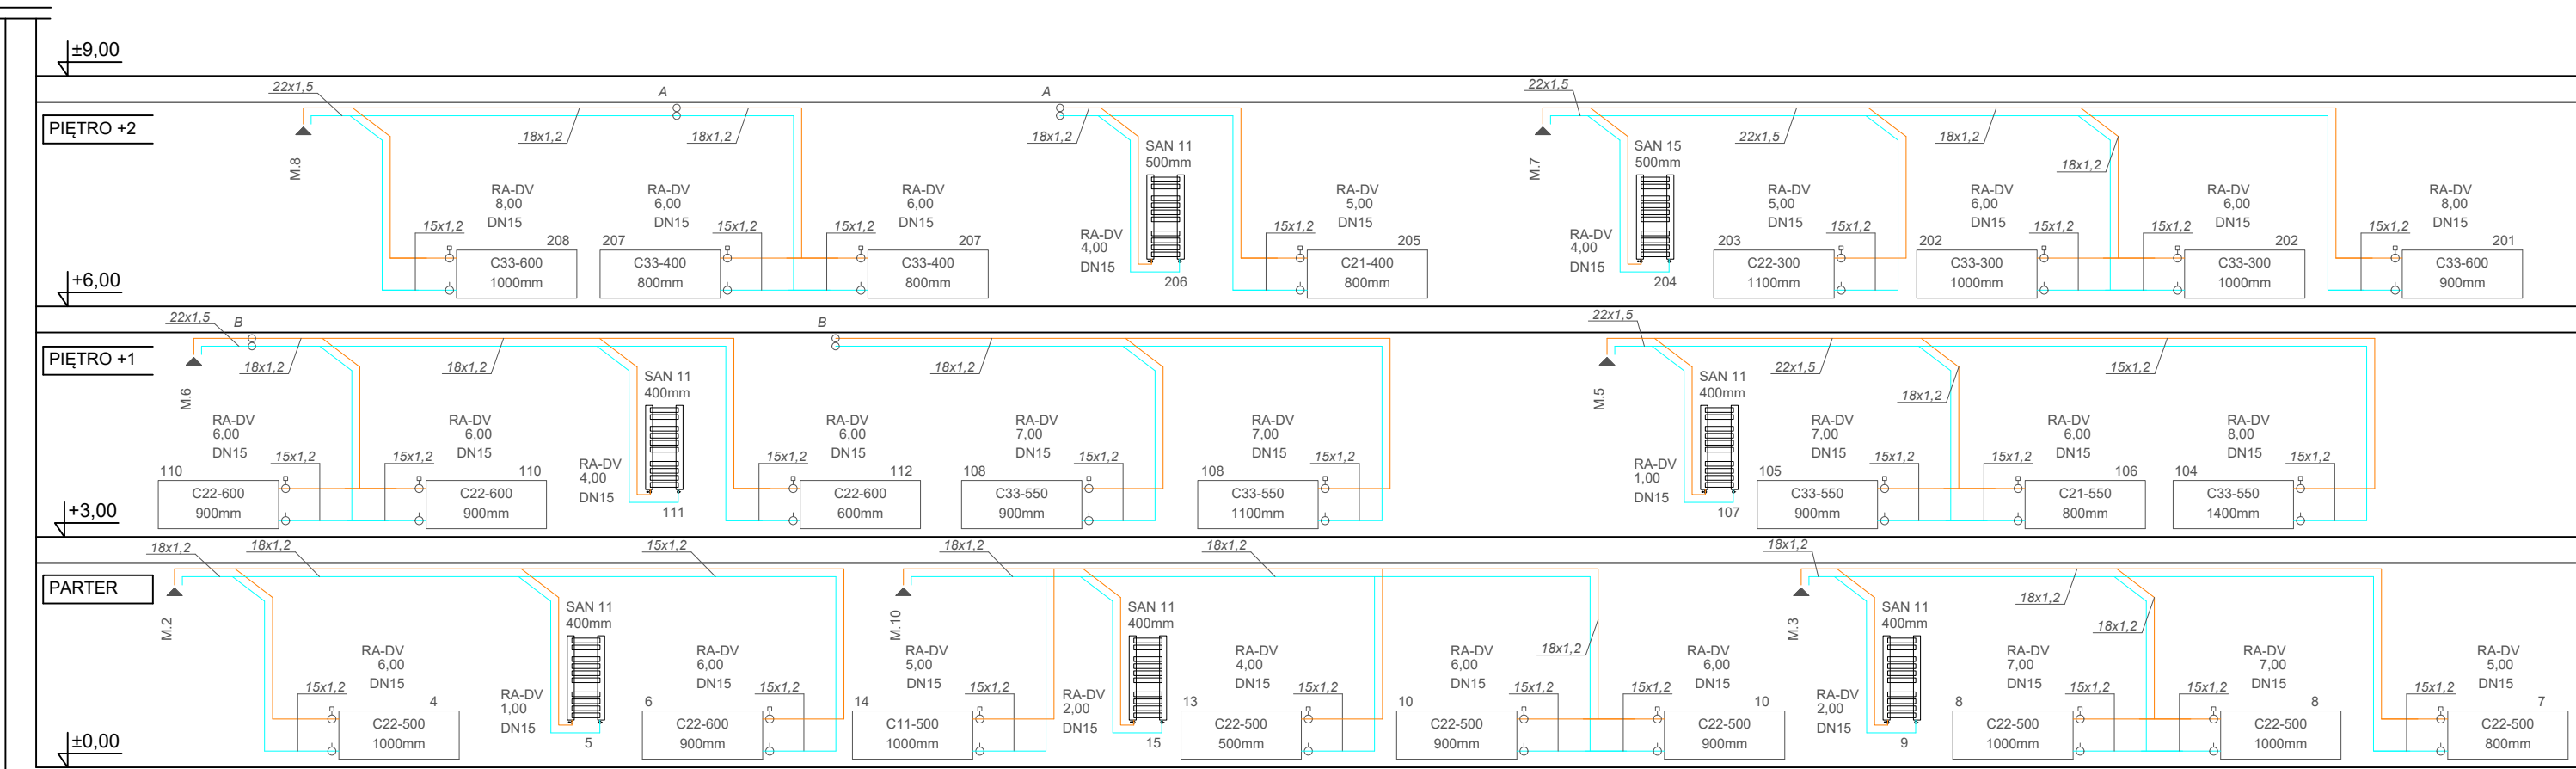 ±9,00
22x1,5
A
A
22x1,5
PIĘTRO +2
18x1,2
18x1,2
18x1,2
22x1,5
18x1,2
18x1,2
M.8
M.7
SAN 11
500mm
SAN 15
500mm
RA-DV
8,00
DN15
RA-DV
6,00
DN15
RA-DV
6,00
DN15
RA-DV
4,00
DN15
RA-DV
5,00
DN15
RA-DV
4,00
DN15
RA-DV
5,00
DN15
RA-DV
6,00
DN15
RA-DV
6,00
DN15
RA-DV
8,00
DN15
15x1,2
15x1,2
15x1,2
15x1,2
15x1,2
15x1,2
15x1,2
15x1,2
208
C33-600
1000mm
207
C33-400
800mm
207
C33-400
800mm
206
205
C21-400
800mm
204
203
C22-300
1100mm
202
C33-300
1000mm
202
C33-300
1000mm
201
C33-600
900mm
+6,00
22x1,5
B
B
22x1,5
PIĘTRO +1
18x1,2
18x1,2
18x1,2
22x1,5
18x1,2
15x1,2
M.6
M.5
SAN 11
400mm
SAN 11
400mm
RA-DV
6,00
DN15
RA-DV
6,00
DN15
RA-DV
4,00
DN15
RA-DV
6,00
DN15
RA-DV
7,00
DN15
RA-DV
7,00
DN15
RA-DV
1,00
DN15
RA-DV
7,00
DN15
RA-DV
6,00
DN15
RA-DV
8,00
DN15
15x1,2
15x1,2
15x1,2
15x1,2
15x1,2
15x1,2
15x1,2
15x1,2
110
C22-600
900mm
110
C22-600
900mm
111
112
C22-600
600mm
108
C33-550
900mm
108
C33-550
1100mm
107
105
C33-550
900mm
106
C21-550
800mm
104
C33-550
1400mm
+3,00
18x1,2
18x1,2
15x1,2
18x1,2
18x1,2
18x1,2
PARTER
18x1,2
18x1,2
18x1,2
M.2
M.10
M.3
SAN 11
400mm
SAN 11
400mm
SAN 11
400mm
RA-DV
6,00
DN15
RA-DV
1,00
DN15
RA-DV
6,00
DN15
RA-DV
5,00
DN15
RA-DV
2,00
DN15
RA-DV
4,00
DN15
RA-DV
6,00
DN15
RA-DV
6,00
DN15
RA-DV
2,00
DN15
RA-DV
7,00
DN15
RA-DV
7,00
DN15
RA-DV
5,00
DN15
15x1,2
15x1,2
15x1,2
15x1,2
15x1,2
15x1,2
15x1,2
15x1,2
15x1,2
4
C22-500
1000mm
5
6
C22-600
900mm
14
C11-500
1000mm
15
13
C22-500
500mm
10
C22-500
900mm
10
C22-500
900mm
9
8
C22-500
1000mm
8
C22-500
1000mm
7
C22-500
800mm
±0,00